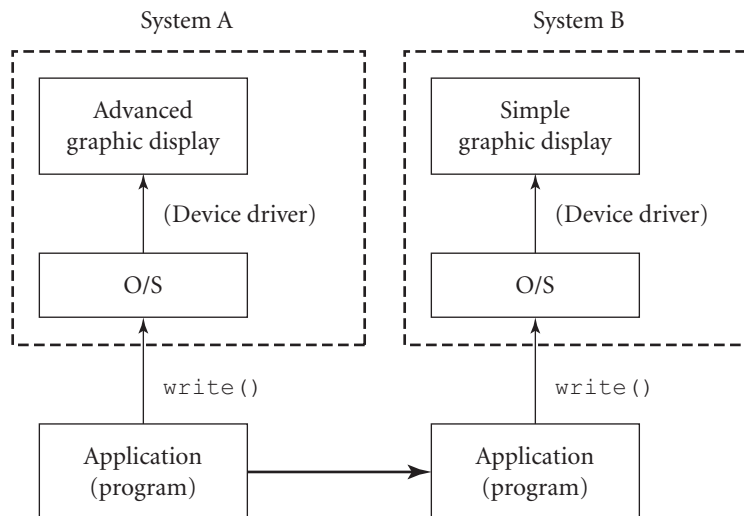 System A
Advanced
graphic display
(Device driver)
O/S
write()
Application
(program)
System B
Simple
graphic display
(Device driver)
O/S
write()
Application
(program)